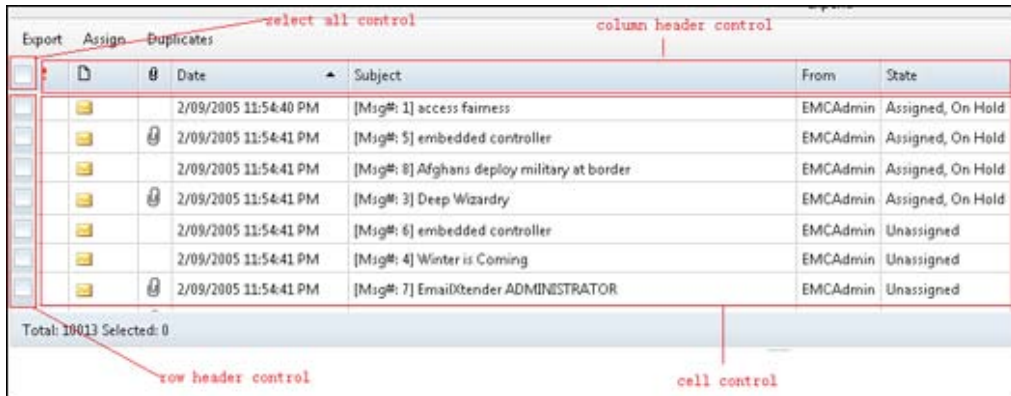 select all control
column header control
Export Assign Duplicates
Date Subject From State
2/09/2005 11:54:40 PM [Msg#: 1] access fairness EMCAdmin Assigned, On Hold
2/09/2005 11:54:41 PM [Msg#: 5] embedded controller EMCAdmin Assigned, On Hold
2/09/2005 11:54:41 PM [Msg#: 8] Afghans deploy military at border EMCAdmin Assigned, On Hold
2/09/2005 11:54:41 PM [Msg#: 3] Deep Wizardry EMCAdmin Assigned, On Hold
2/09/2005 11:54:41 PM [Msg#: 6] embedded controller EMCAdmin Unassigned
2/09/2005 11:54:41 PM [Msg#: 4] Winter is Coming EMCAdmin Unassigned
2/09/2005 11:54:41 PM [Msg#: 7] EmailXtender ADMINISTRATOR EMCAdmin Unassigned
Total: 10013 Selected: 0
row header control
cell control